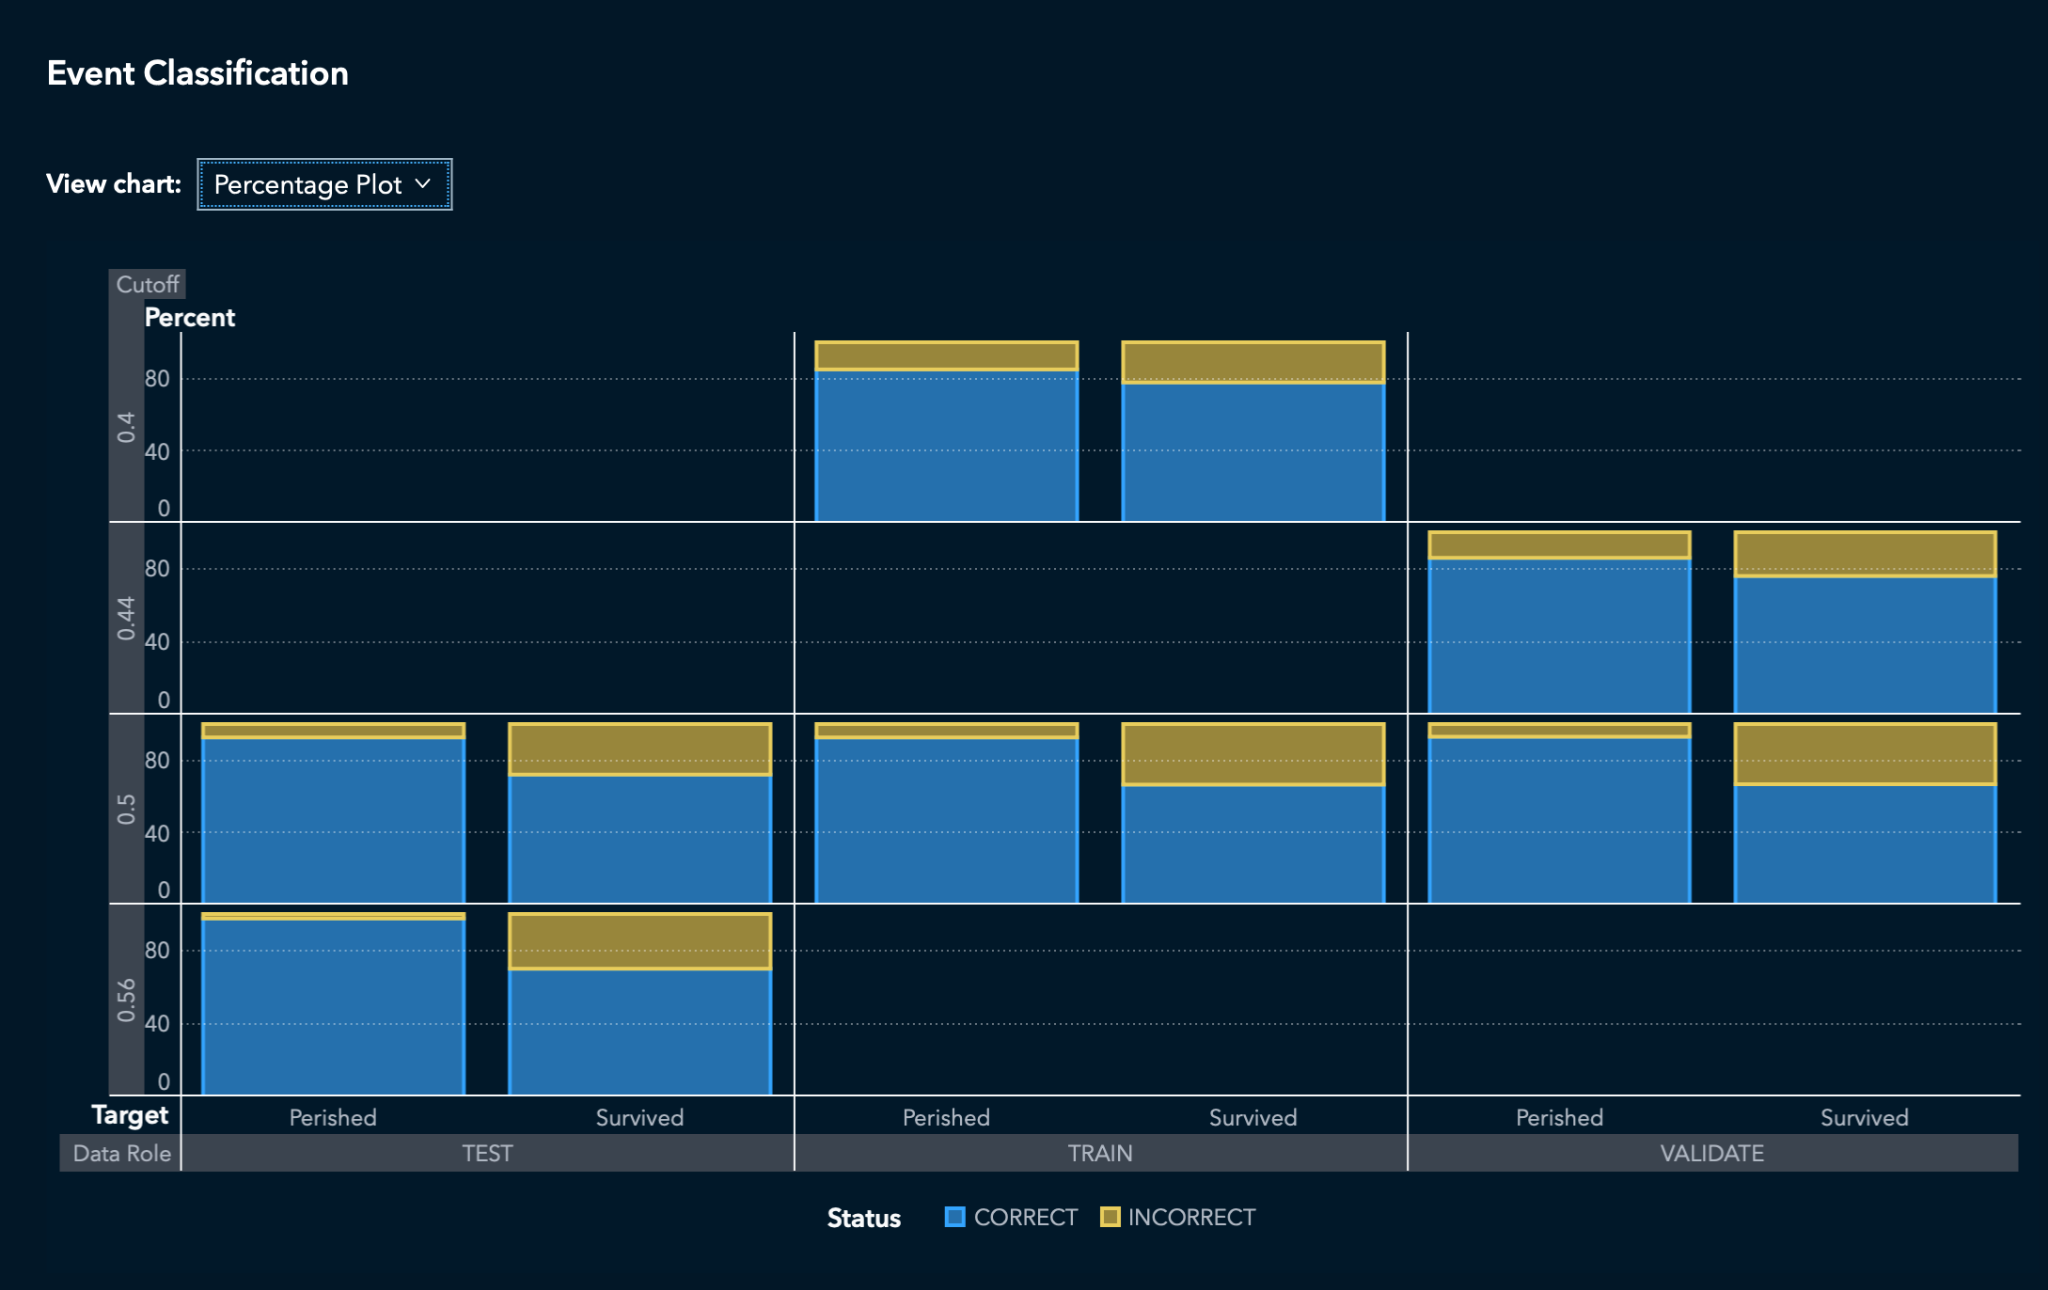 Event Classification
View chart: Percentage Plot
Cutoff
Percent
0.4
80
40
0
0.44
80
40
0
0.5
80
40
0
0.56
80
40
0
Target Perished Survived Perished Survived Perished Survived
Data Role TEST TRAIN VALIDATE
Status CORRECT INCORRECT